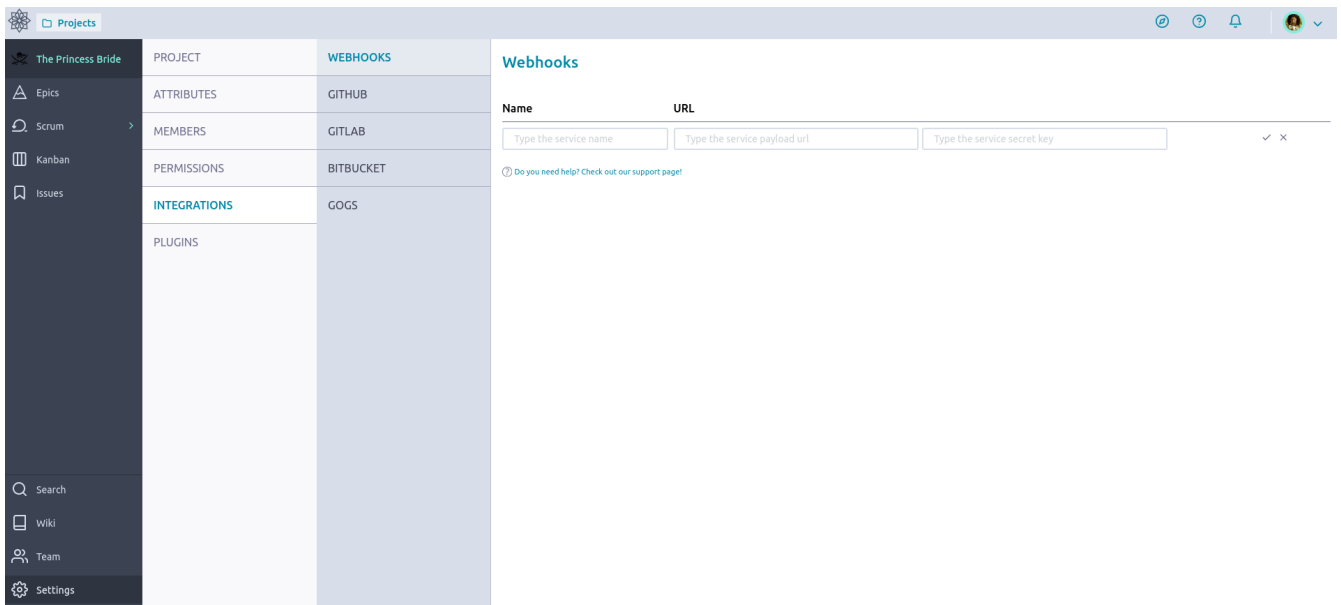 Projects
The Princess Bride
Epics
Scrum
Kanban
Issues
Search
Wiki
Team
Settings
PROJECT
ATTRIBUTES
MEMBERS
PERMISSIONS
INTEGRATIONS
PLUGINS
WEBHOOKS
GITHUB
GITLAB
BITBUCKET
GOGS
Webhooks
Name URL
Type the service name Type the service payload url Type the service secret key
Do you need help? Check out our support page!